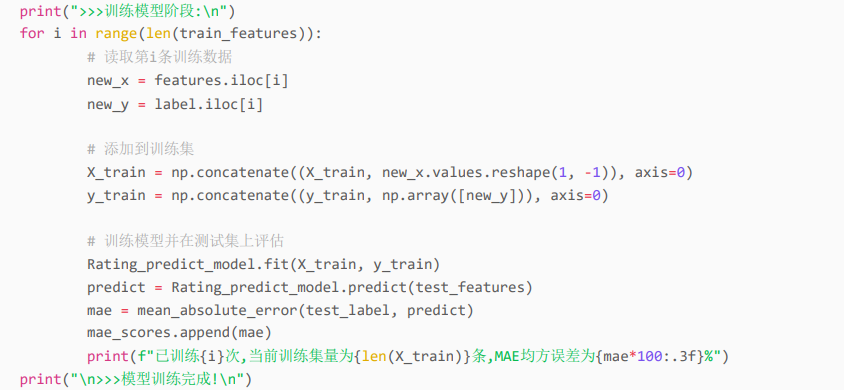 print(">>>训练模型阶段:\n")
for i in range(len(train_features)):
        # 读取第i条训练数据
        new_x = features.iloc[i]
        new_y = label.iloc[i]

        # 添加到训练集
        X_train = np.concatenate((X_train, new_x.values.reshape(1, -1)), axis=0)
        y_train = np.concatenate((y_train, np.array([new_y])), axis=0)

        # 训练模型并在测试集上评估
        Rating_predict_model.fit(X_train, y_train)
        predict = Rating_predict_model.predict(test_features)
        mae = mean_absolute_error(test_label, predict)
        mae_scores.append(mae)
        print(f"已训练{i}次,当前训练集量为{len(X_train)}条,MAE均方误差为{mae*100:.3f}%")
print("\n>>>模型训练完成!\n")